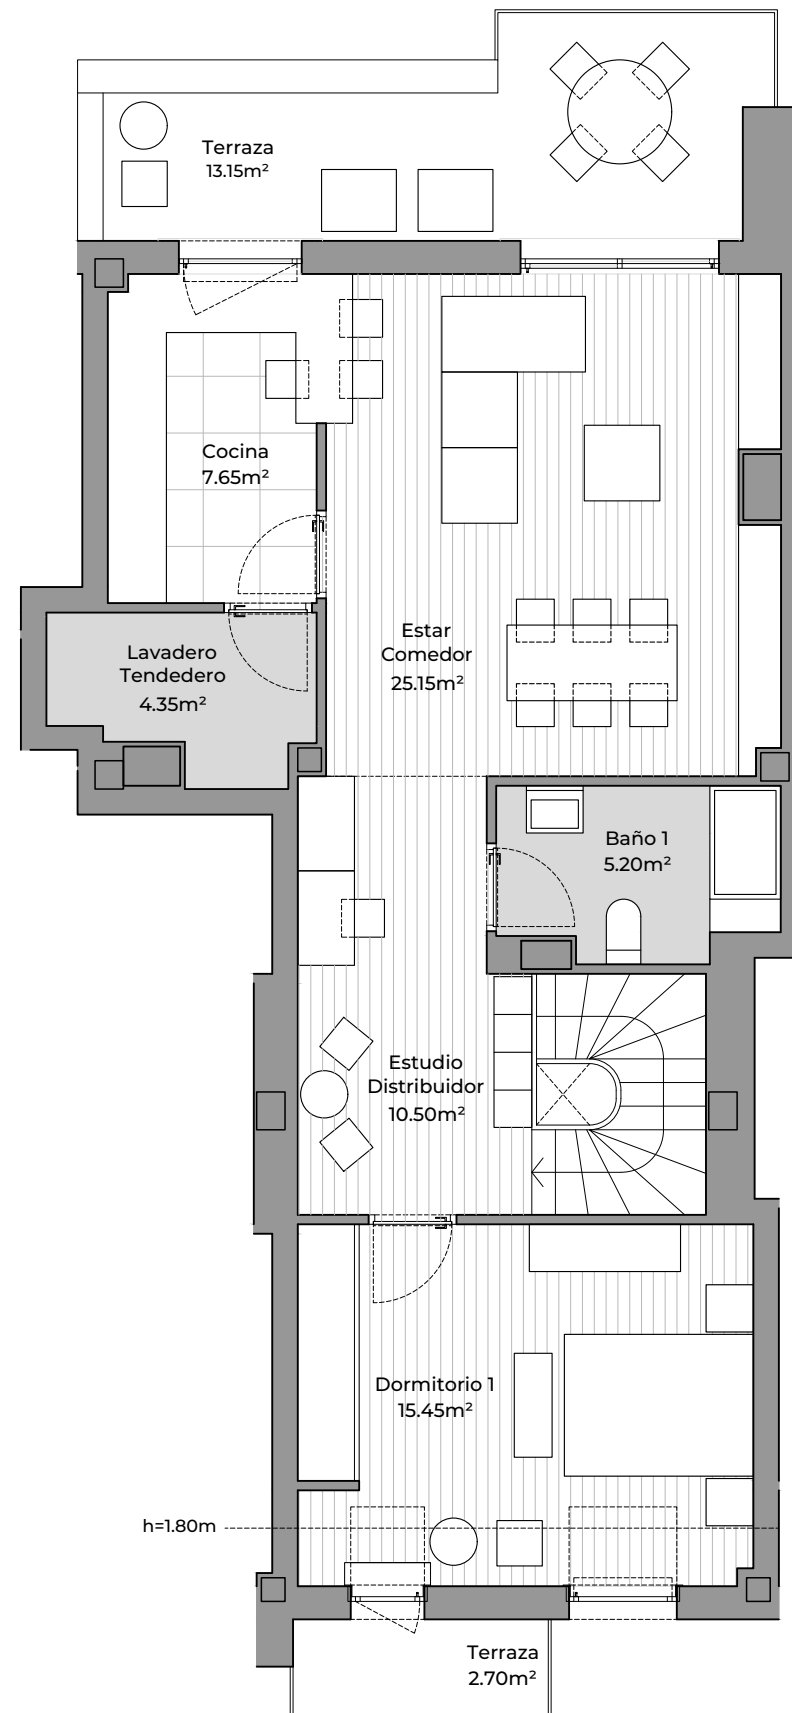 Terraza
13.15m²
Cocina
7.65m²
Estar
Comedor
25.15m²
Lavadero
Tendedero
4.35m²
Baño 1
5.20m²
Estudio
Distribuidor
10.50m²
Dormitorio 1
15.45m²
h=1.80m
Terraza
2.70m²